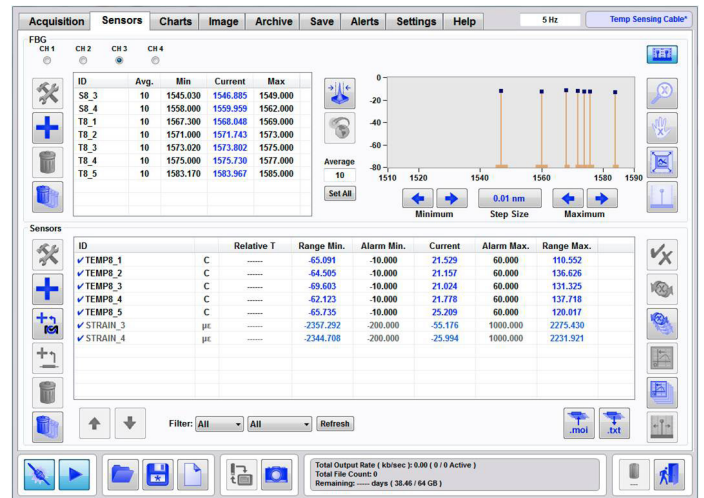 Acquisition Sensors Charts Image Archive Save Alerts Settings Help 5 Hz Temp Sensing Cable*
FBG
CH 1 CH 2 CH 3 CH 4
ID Avg. Min Current Max
S8_3 10 1545.030 1546.885 1549.000
S8_4 10 1558.000 1559.959 1562.000
T8_1 10 1567.300 1568.048 1569.000
T8_2 10 1571.000 1571.743 1573.000
T8_3 10 1573.020 1573.802 1575.000
T8_4 10 1575.000 1575.730 1577.000
T8_5 10 1583.170 1583.967 1585.000
Average
10
Set All
0
-20
-40
-60
-80
1510 1520 1540 1560 1580 1590
0.01 nm
Minimum Step Size Maximum
Sensors
ID Relative T Range Min. Alarm Min. Current Alarm Max. Range Max.
TEMP8_1 C ------ -65.091 -10.000 21.529 60.000 110.552
TEMP8_2 C ------ -64.505 -10.000 21.157 60.000 136.626
TEMP8_3 C ------ -69.603 -10.000 21.024 60.000 131.325
TEMP8_4 C ------ -62.123 -10.000 21.778 60.000 137.718
TEMP8_5 C ------ -65.735 -10.000 25.209 60.000 120.017
STRAIN_3 µε ------ -2357.292 -200.000 -55.176 1000.000 2275.430
STRAIN_4 µε ------ -2344.708 -200.000 -25.994 1000.000 2231.921
Filter: All All Refresh
.moi .txt
Total Output Rate ( kb/sec ): 0.00 ( 0 / 0 Active )
Total File Count: 0
Remaining: ----- days ( 38.46 / 64 GB )
---